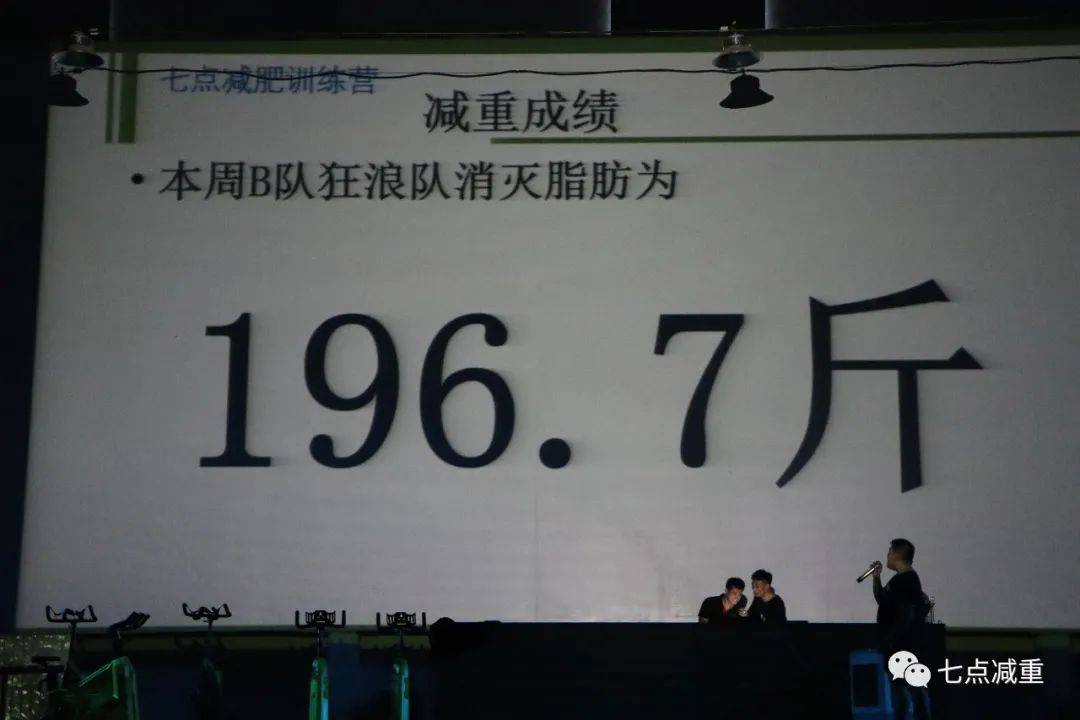 七点减肥训练营
减重成绩
• 本周B队狂浪队消灭脂肪为
196.7斤
七点减重